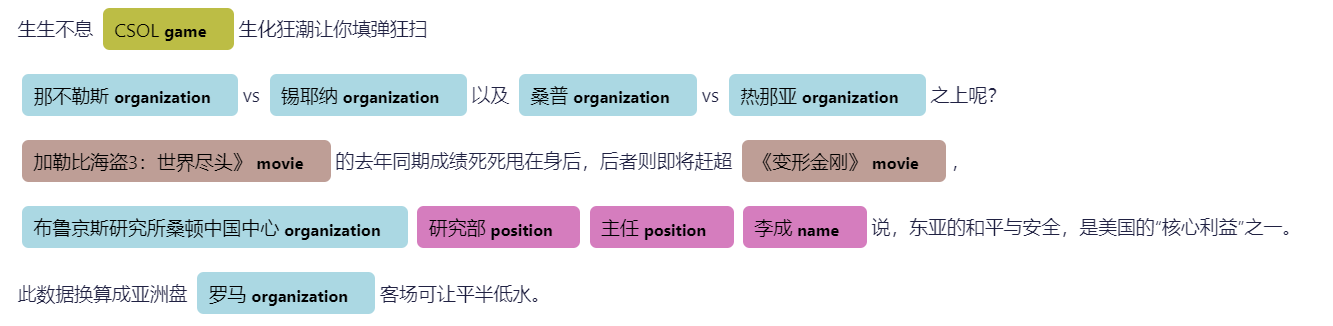 生生不息 CSOL game 生化狂潮让你填弹狂扫
那不勒斯 organization vs 锡耶纳 organization 以及 桑普 organization vs 热那亚 organization 之上呢?
加勒比海盗3：世界尽头》 movie 的去年同期成绩死死甩在身后，后者则即将赶超 《变形金刚》 movie ，
布鲁京斯研究所桑顿中国中心 organization 研究部 position 主任 position 李成 name 说，东亚的和平与安全，是美国的“核心利益”之一。
此数据换算成亚洲盘 罗马 organization 客场可让平半低水。